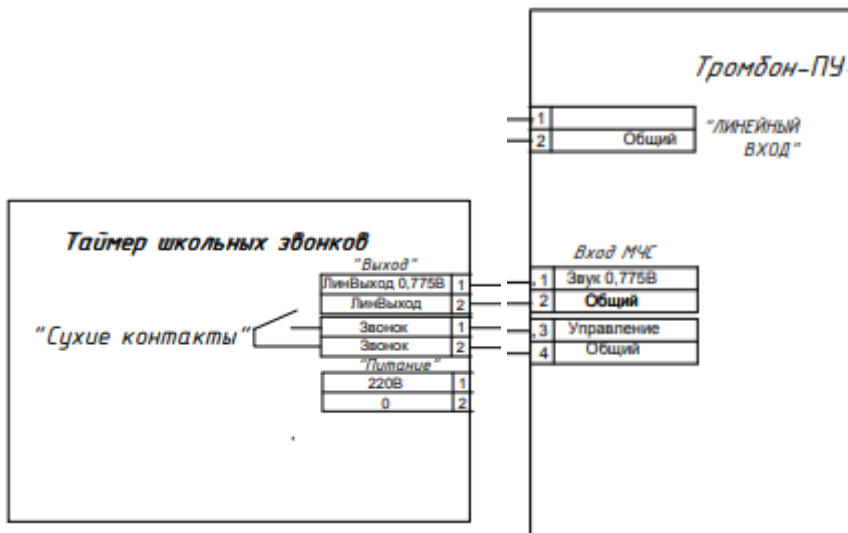 Тромбон-ПУ-
1
2 Общий
"ЛИНЕЙНЫЙ
ВХОД"
Таймер школьных звонков
"Выход"
ЛинВыход 0,775В 1
ЛинВыход 2
"Сухие контакты"
Звонок 1
Звонок 2
"Питание"
220В 1
0 2
Вход МЧС
1 Звук 0,775В
2 Общий
3 Управление
4 Общий